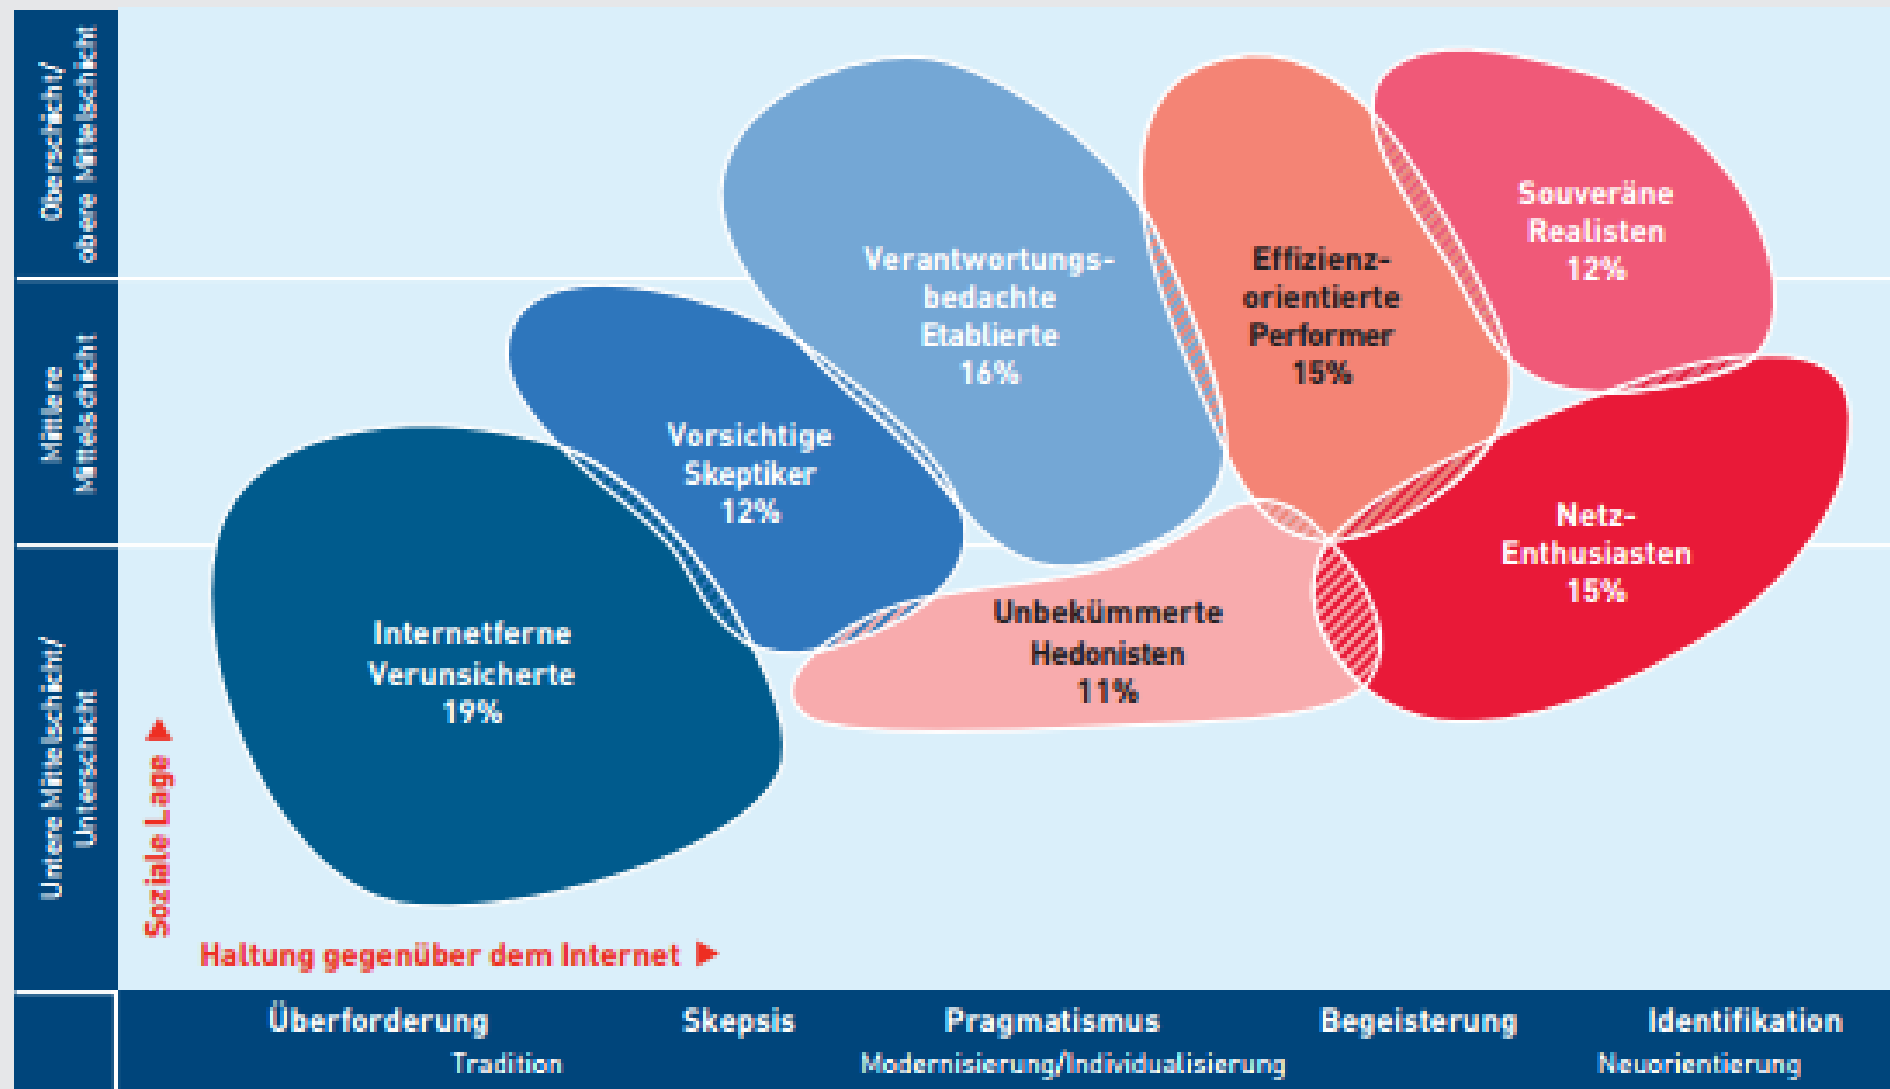 Oberschicht/
obere Mittelschicht
Mittlere
Mittelschicht
Untere Mittelschicht/
Unterschicht
Soziale Lage ▶
Haltung gegenüber dem Internet ▶
Internetferne
Verunsicherte
19%
Vorsichtige
Skeptiker
12%
Verantwortungs-
bedachte
Etablierte
16%
Effizienz-
orientierte
Performer
15%
Souveräne
Realisten
12%
Unbekümmerte
Hedonisten
11%
Netz-
Enthusiasten
15%
Überforderung
Skepsis
Pragmatismus
Begeisterung
Identifikation
Tradition
Modernisierung/Individualisierung
Neuorientierung